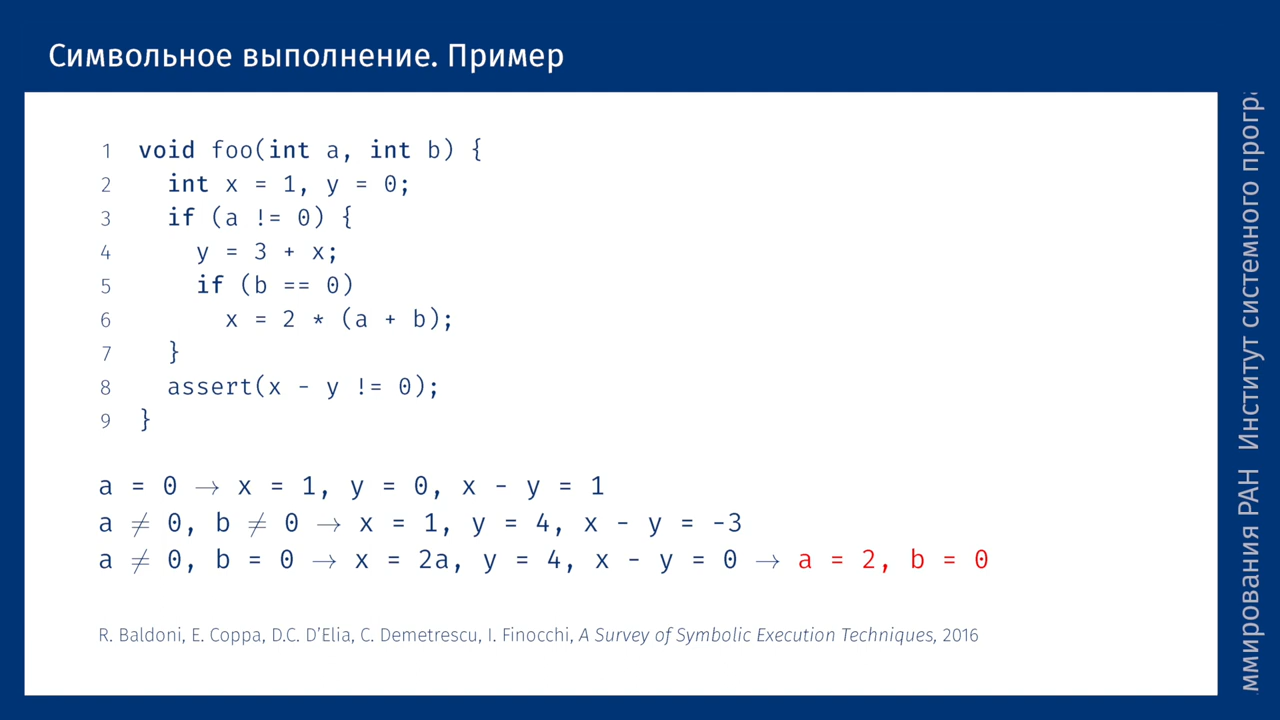 Символьное выполнение. Пример
1 void foo(int a, int b) {
2 int x = 1, y = 0;
3 if (a != 0) {
4 y = 3 + x;
5 if (b == 0)
6 x = 2 * (a + b);
7 }
8 assert(x - y != 0);
9 }
a = 0 → x = 1, y = 0, x - y = 1
a ≠ 0, b ≠ 0 → x = 1, y = 4, x - y = -3
a ≠ 0, b = 0 → x = 2a, y = 4, x - y = 0 → a = 2, b = 0
R. Baldoni, E. Coppa, D.C. D'Elia, C. Demetrescu, I. Finocchi, A Survey of Symbolic Execution Techniques, 2016
ммирования РАН Институт системного прогр